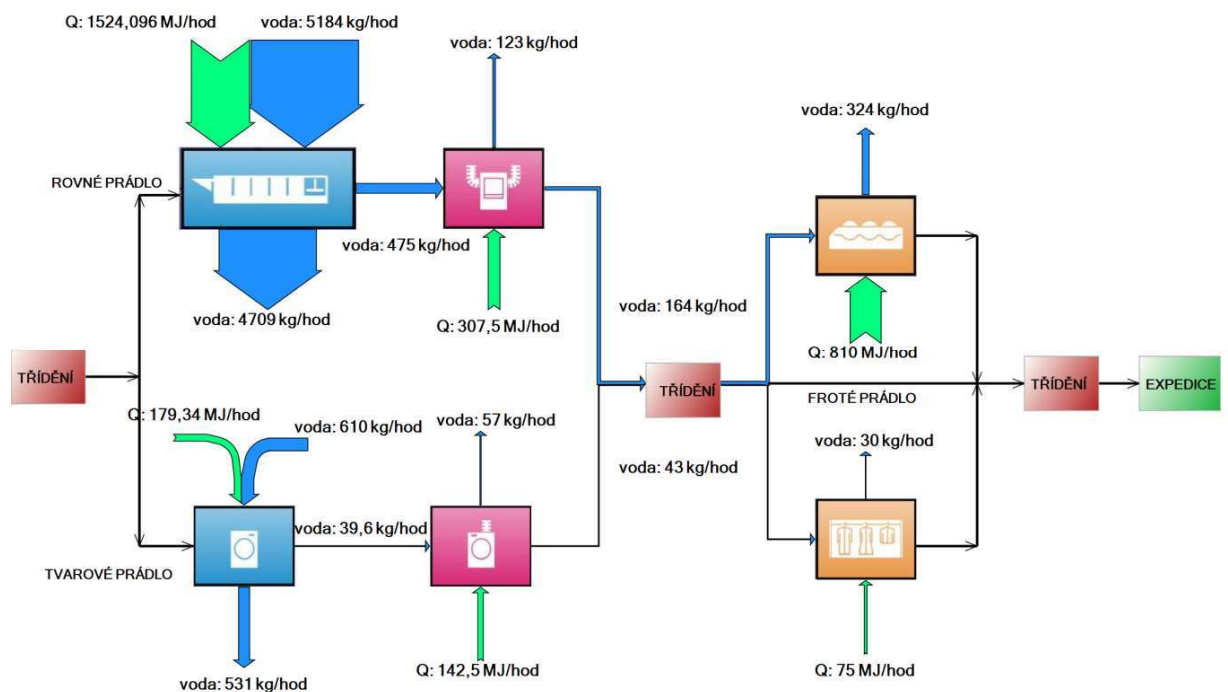 Q: 1524,096 MJ/hod
voda: 5184 kg/hod
voda: 123 kg/hod
voda: 324 kg/hod
ROVNÉ PRÁDLO
voda: 475 kg/hod
voda: 4709 kg/hod
Q: 307,5 MJ/hod
voda: 164 kg/hod
Q: 810 MJ/hod
TŘÍDĚNÍ
TŘÍDĚNÍ
FROTÉ PRÁDLO
TŘÍDĚNÍ
EXPEDICE
Q: 179,34 MJ/hod
voda: 610 kg/hod
voda: 57 kg/hod
voda: 43 kg/hod
voda: 30 kg/hod
voda: 39,6 kg/hod
TVAROVÉ PRÁDLO
voda: 531 kg/hod
Q: 142,5 MJ/hod
Q: 75 MJ/hod